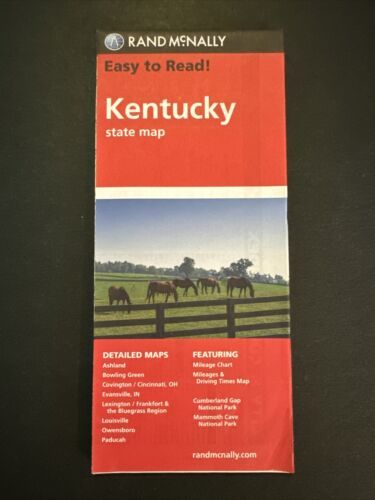 RAND McNALLY
Easy to Read!
Kentucky
state map
DETAILED MAPS
Ashland
Bowling Green
Covington / Cincinnati, OH
Evansville, IN
Lexington / Frankfort &
the Bluegrass Region
Louisville
Owensboro
Paducah
FEATURING
Mileage Chart
Mileages &
Driving Times Map
Cumberland Gap
National Park
Mammoth Cave
National Park
randmcnally.com